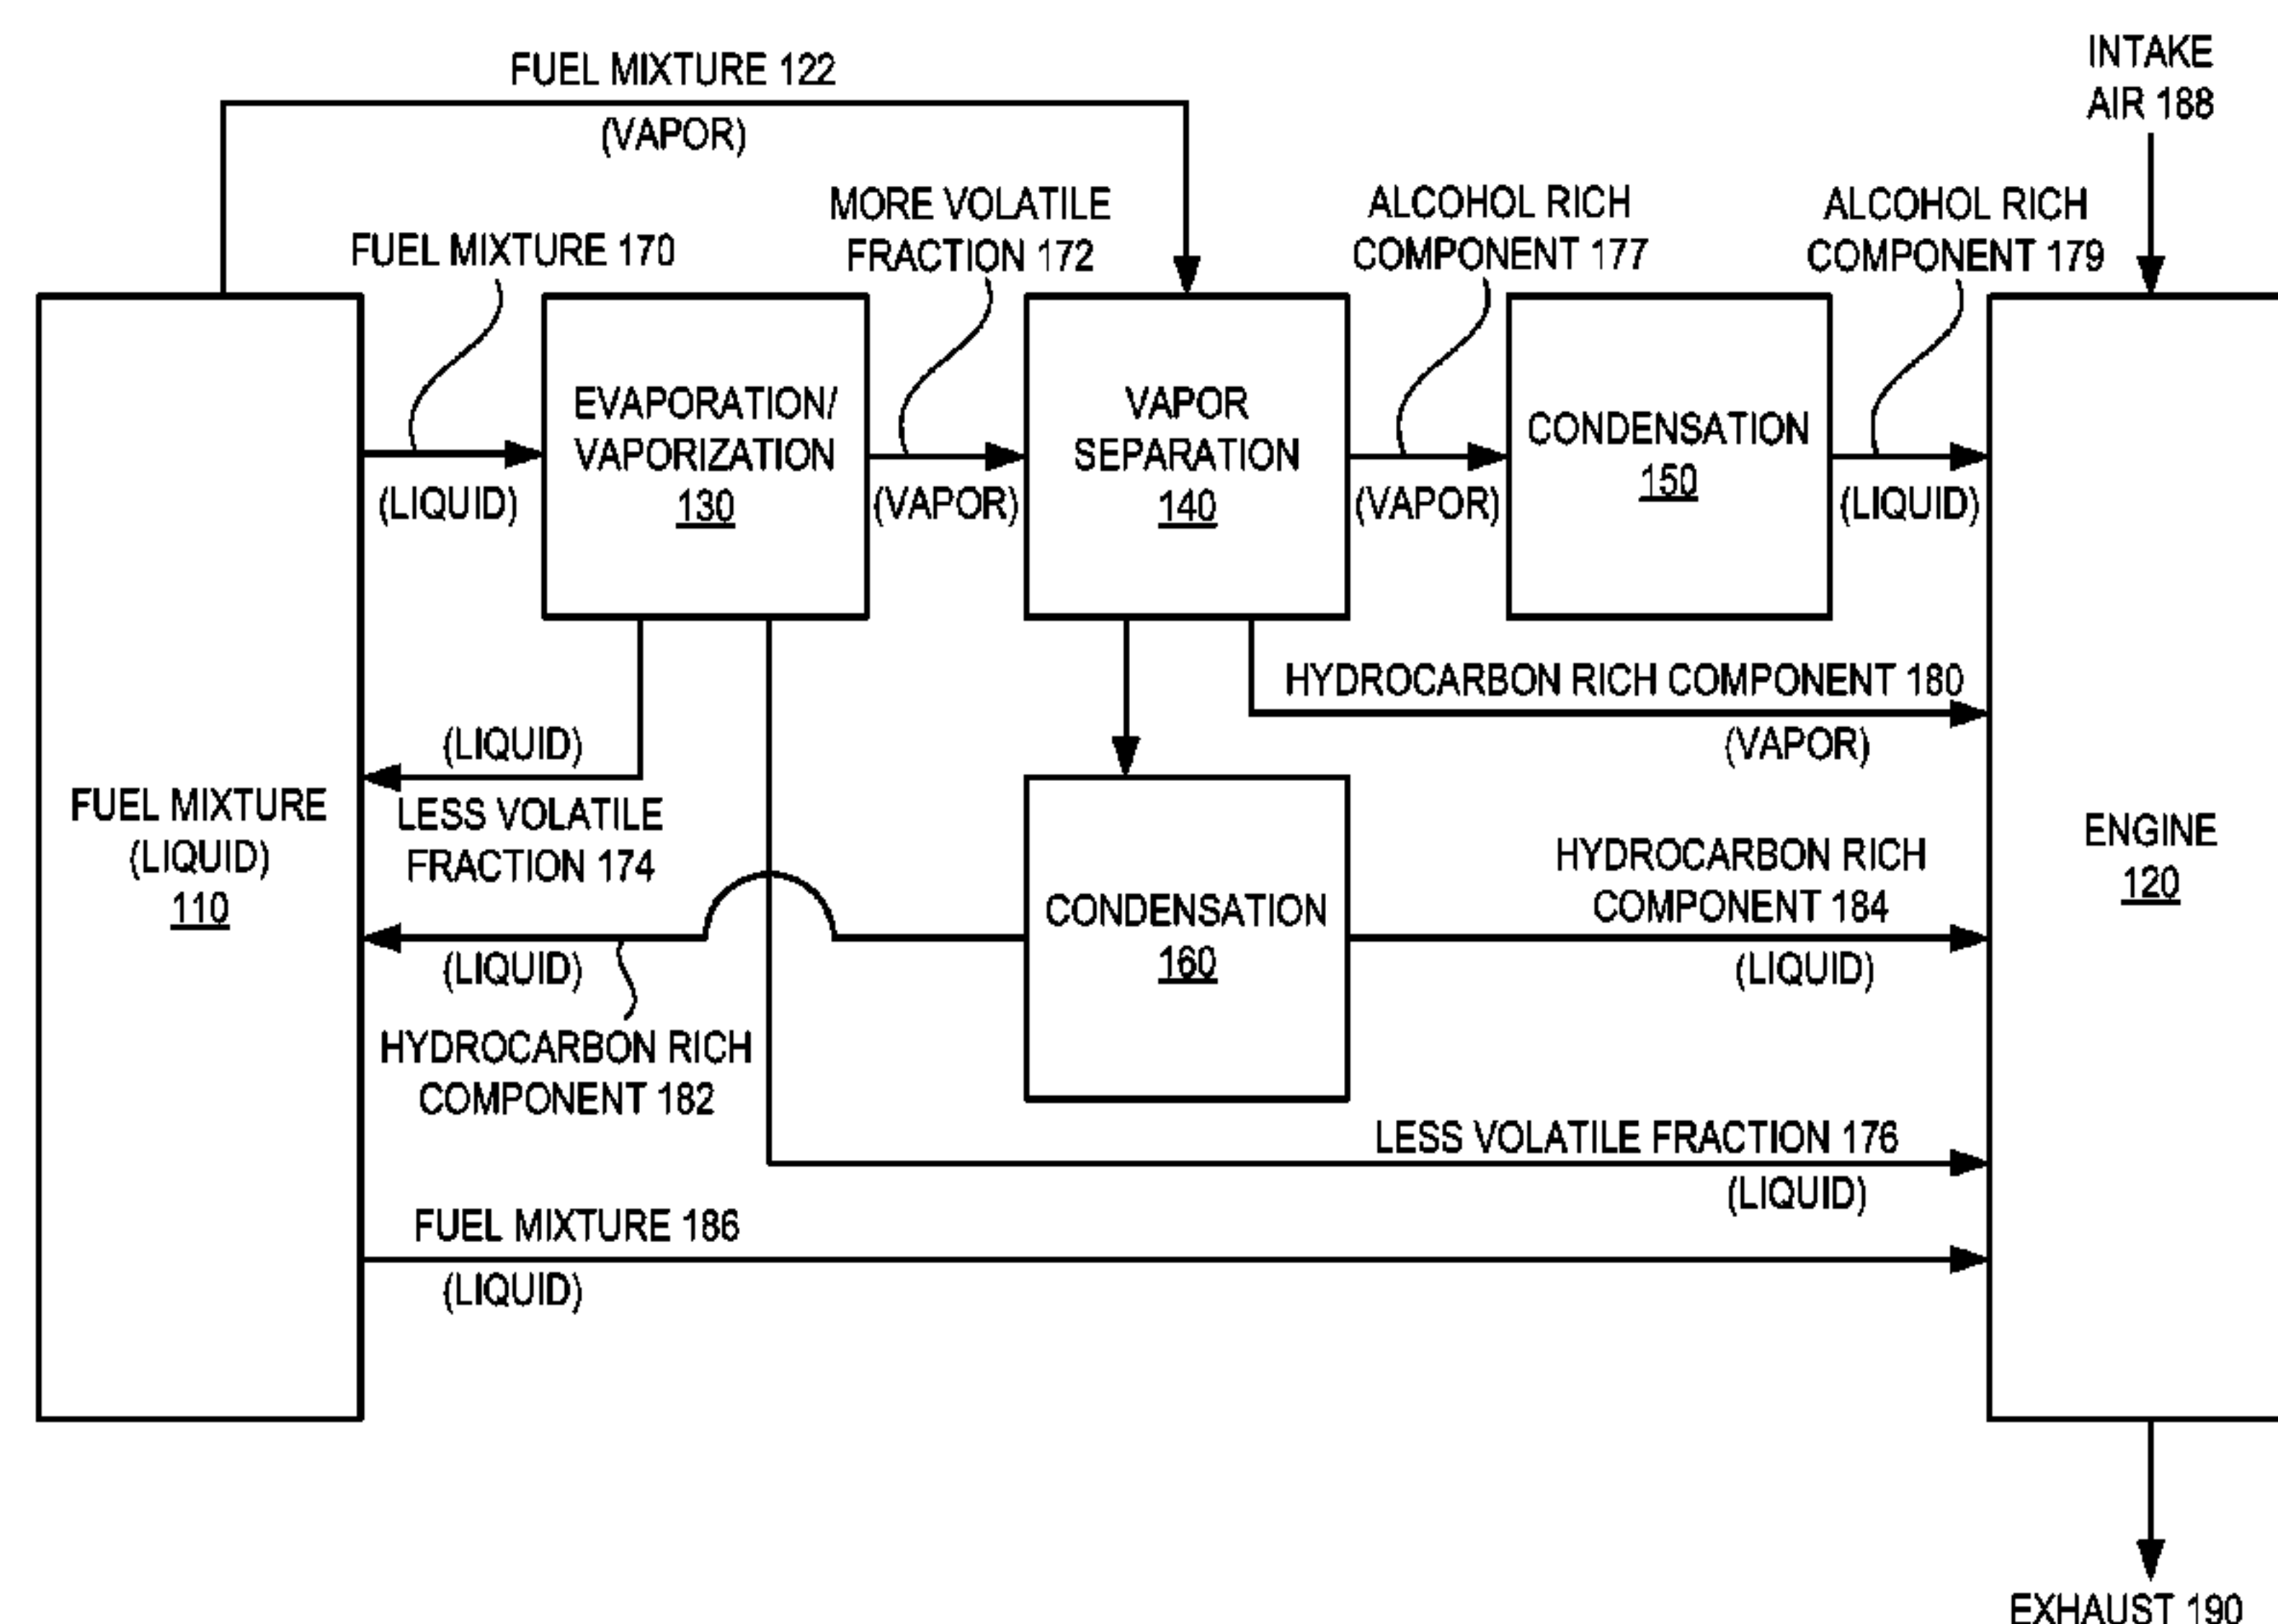 FUEL MIXTURE 122
(VAPOR)
INTAKE
AIR 188
FUEL MIXTURE 170
MORE VOLATILE
FRACTION 172
ALCOHOL RICH
COMPONENT 177
ALCOHOL RICH
COMPONENT 179
(LIQUID)
EVAPORATION/
VAPORIZATION
130
(VAPOR)
VAPOR
SEPARATION
140
(VAPOR)
CONDENSATION
150
(LIQUID)
HYDROCARBON RICH COMPONENT 180
(VAPOR)
(LIQUID)
LESS VOLATILE
FRACTION 174
FUEL MIXTURE
(LIQUID)
110
(LIQUID)
HYDROCARBON RICH
COMPONENT 182
CONDENSATION
160
HYDROCARBON RICH
COMPONENT 184
(LIQUID)
ENGINE
120
LESS VOLATILE FRACTION 176
(LIQUID)
FUEL MIXTURE 186
(LIQUID)
EXHAUST 190